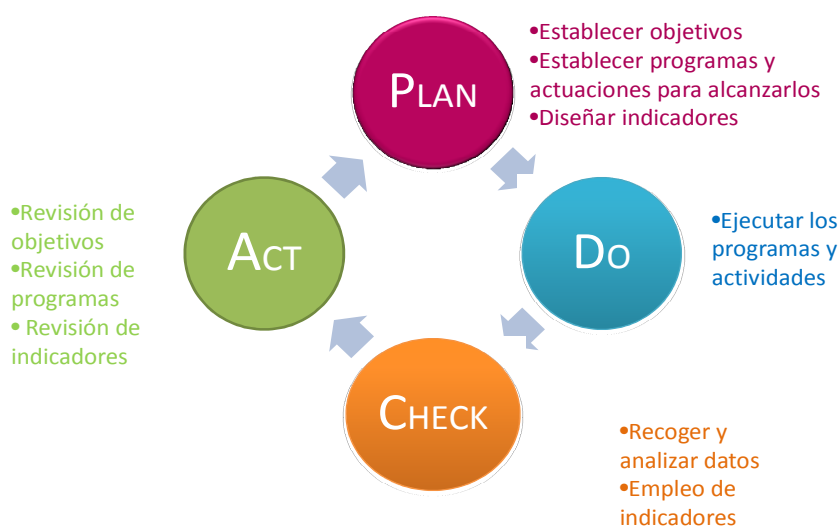 PLAN
•Establecer objetivos
•Establecer programas y
actuaciones para alcanzarlos
•Diseñar indicadores
DO
•Ejecutar los
programas y
actividades
CHECK
•Recoger y
analizar datos
•Empleo de
indicadores
ACT
•Revisión de
objetivos
•Revisión de
programas
• Revisión de
indicadores